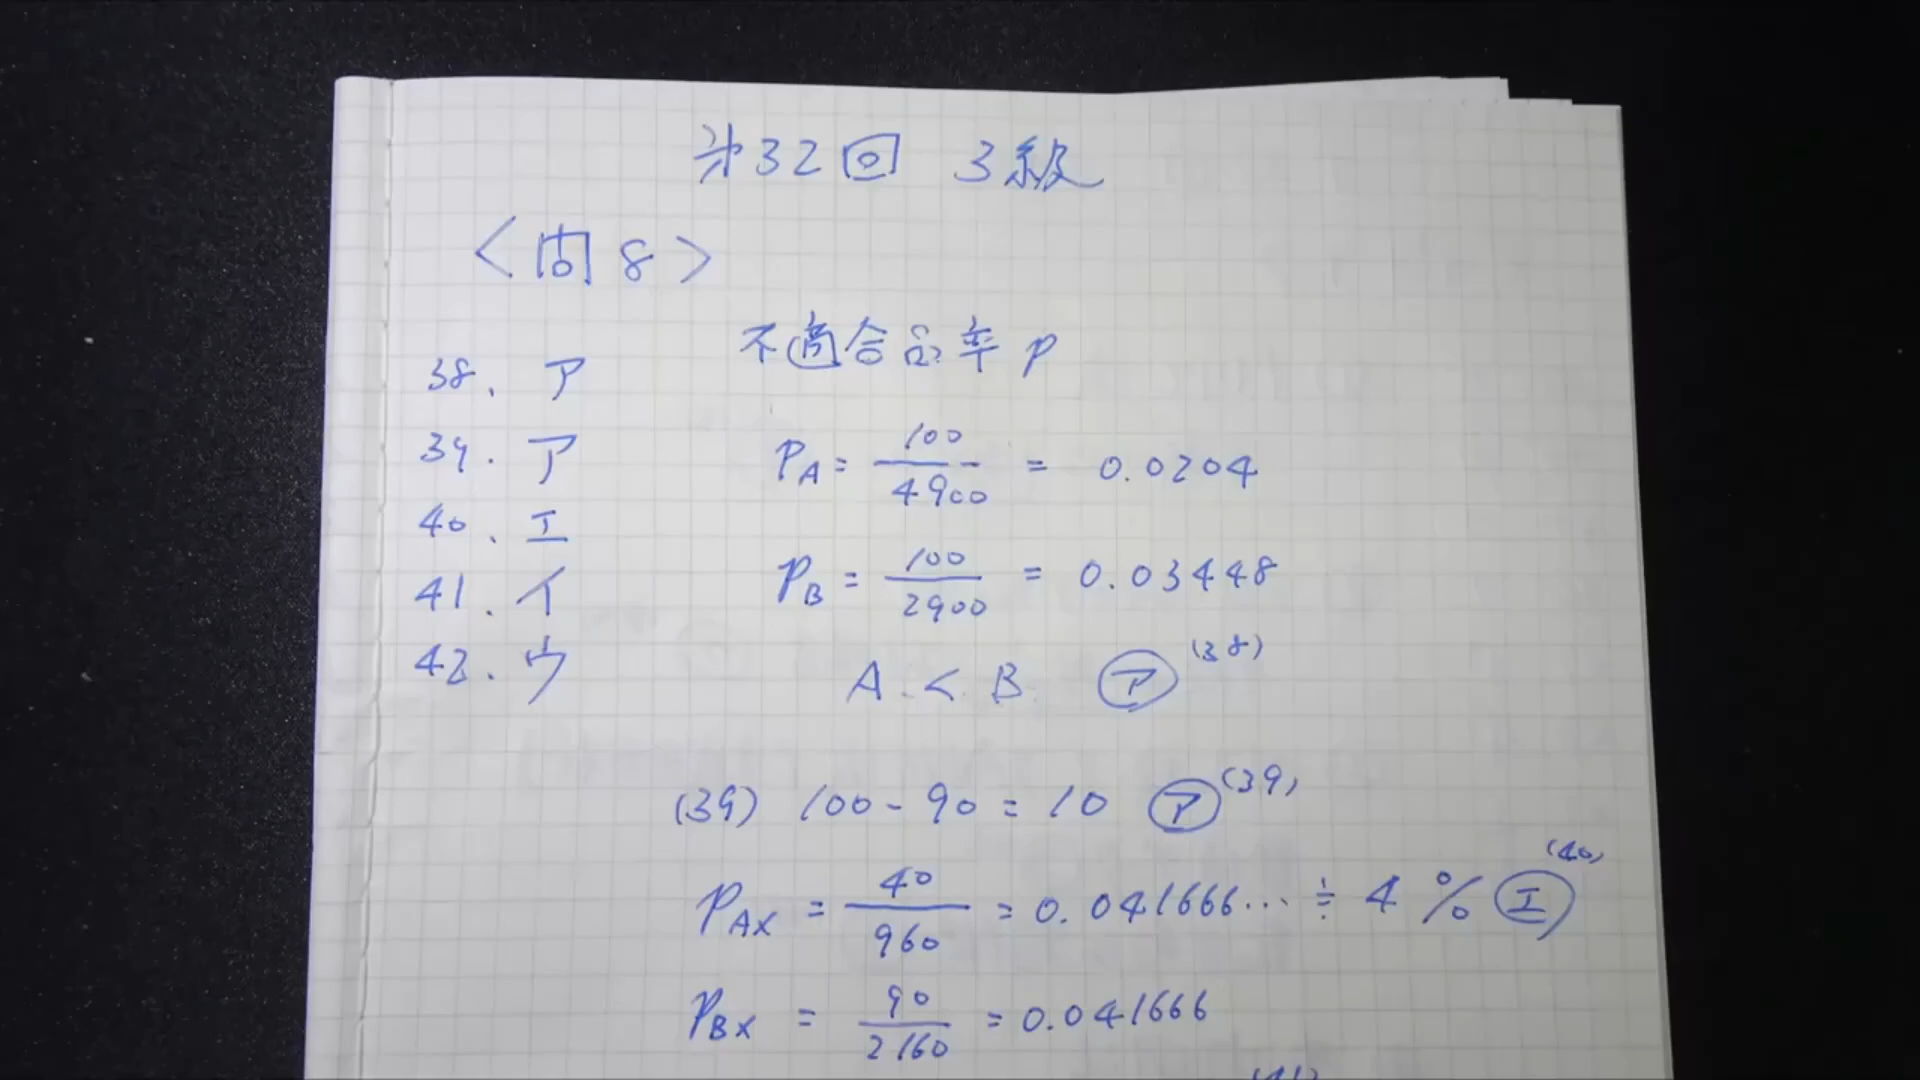 第32回 3級
<問8>
不適合品率 P
38. ア
39. ア
40. エ
41. イ
42. ウ
PA = 100/4900 = 0.0204
PB = 100/2900 = 0.03448
A < B ア (38)
(39) 100 - 90 = 10 ア (39)
PAX = 40/960 = 0.041666… ≒ 4% エ (40)
PBX = 90/2160 = 0.041666